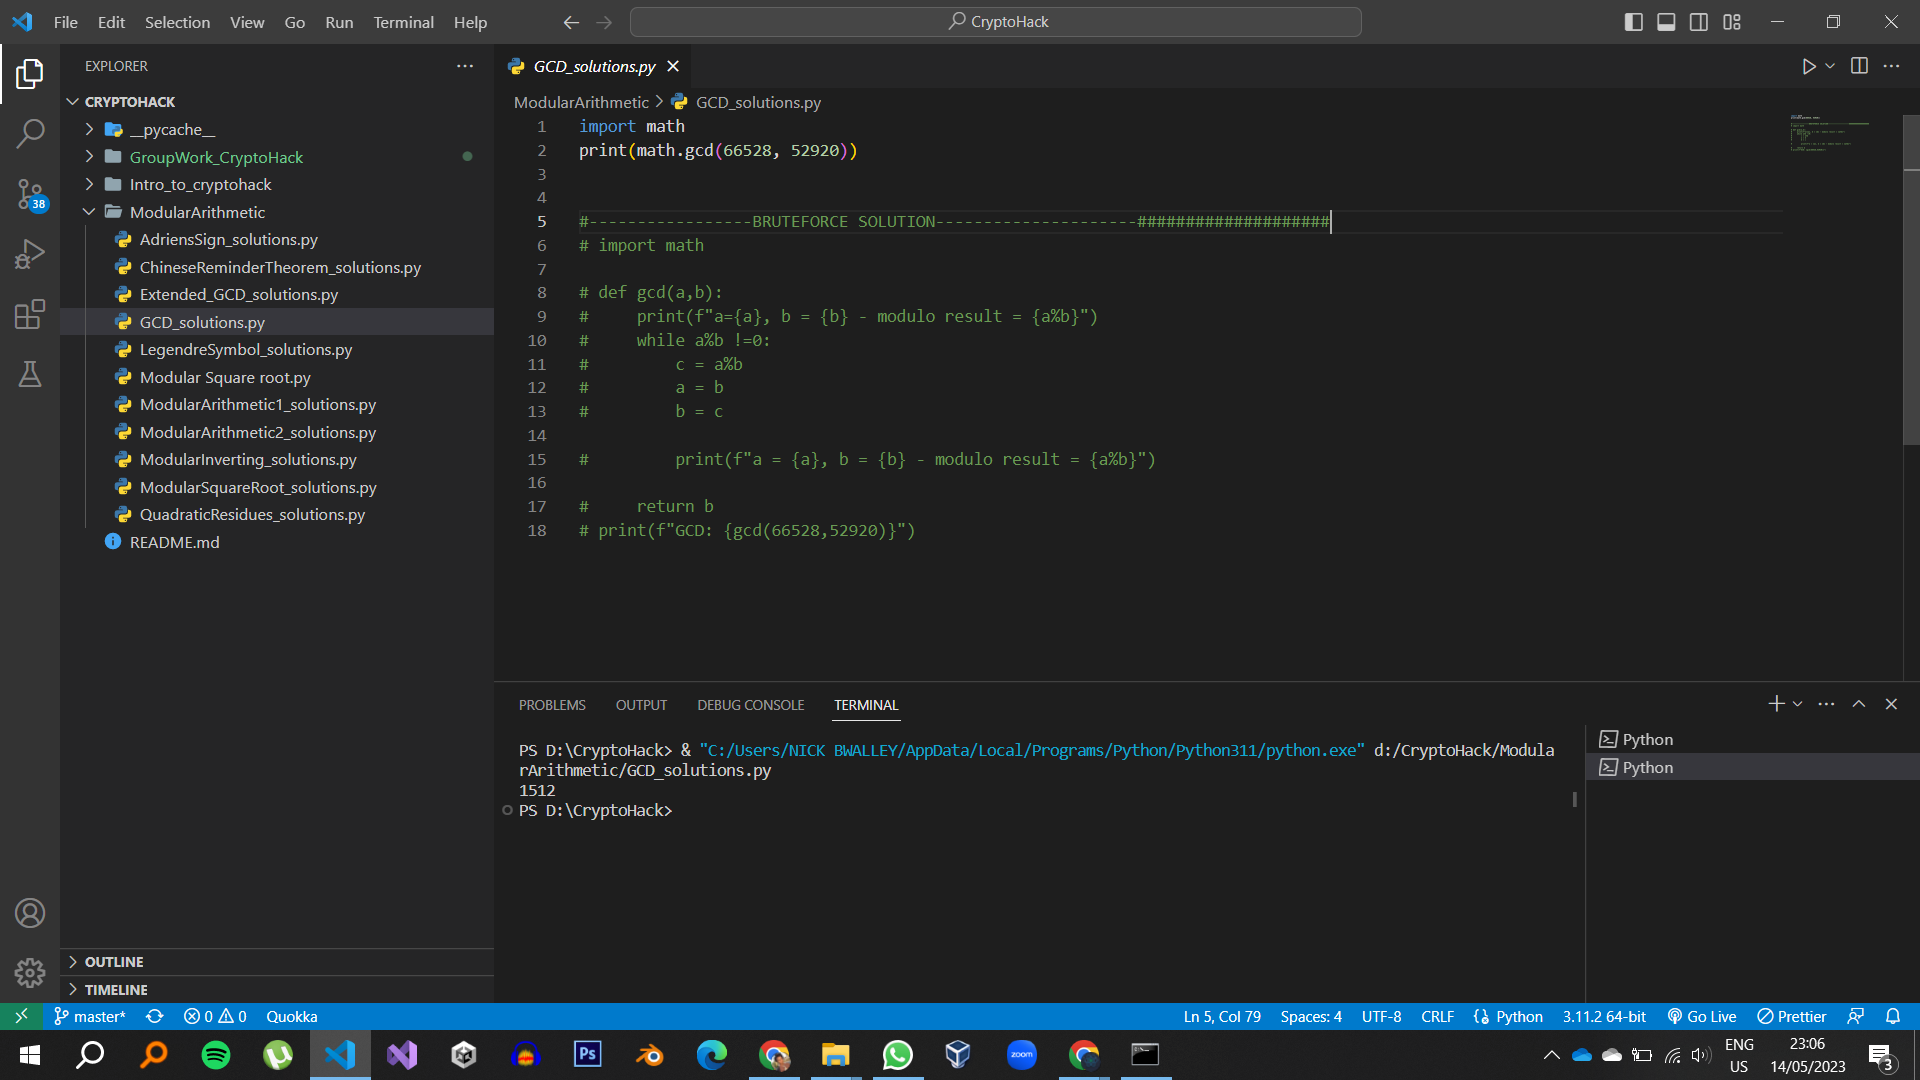 File Edit Selection View Go Run Terminal Help
CryptoHack
EXPLORER
CRYPTOHACK
__pycache__
GroupWork_CryptoHack
Intro_to_cryptohack
ModularArithmetic
AdriensSign_solutions.py
ChineseReminderTheorem_solutions.py
Extended_GCD_solutions.py
GCD_solutions.py
LegendreSymbol_solutions.py
Modular Square root.py
ModularArithmetic1_solutions.py
ModularArithmetic2_solutions.py
ModularInverting_solutions.py
ModularSquareRoot_solutions.py
QuadraticResidues_solutions.py
README.md
OUTLINE
TIMELINE
38
GCD_solutions.py
ModularArithmetic > GCD_solutions.py
1 import math
2 print(math.gcd(66528, 52920))
3
4
5 #-----------------BRUTEFORCE SOLUTION---------------------####################
6 # import math
7
8 # def gcd(a,b):
9 #     print(f"a={a}, b = {b} - modulo result = {a%b}")
10 #     while a%b !=0:
11 #         c = a%b
12 #         a = b
13 #         b = c
14
15 #         print(f"a = {a}, b = {b} - modulo result = {a%b}")
16
17 #     return b
18 # print(f"GCD: {gcd(66528,52920)}")
PROBLEMS OUTPUT DEBUG CONSOLE TERMINAL
PS D:\CryptoHack> & "C:/Users/NICK BWALLEY/AppData/Local/Programs/Python/Python311/python.exe" d:/CryptoHack/Modula
rArithmetic/GCD_solutions.py
1512
PS D:\CryptoHack>
Python
Python
master* 0 0 Quokka
Ln 5, Col 79 Spaces: 4 UTF-8 CRLF Python 3.11.2 64-bit Go Live Prettier
Ps
zoom
ENG
US
23:06
14/05/2023
3